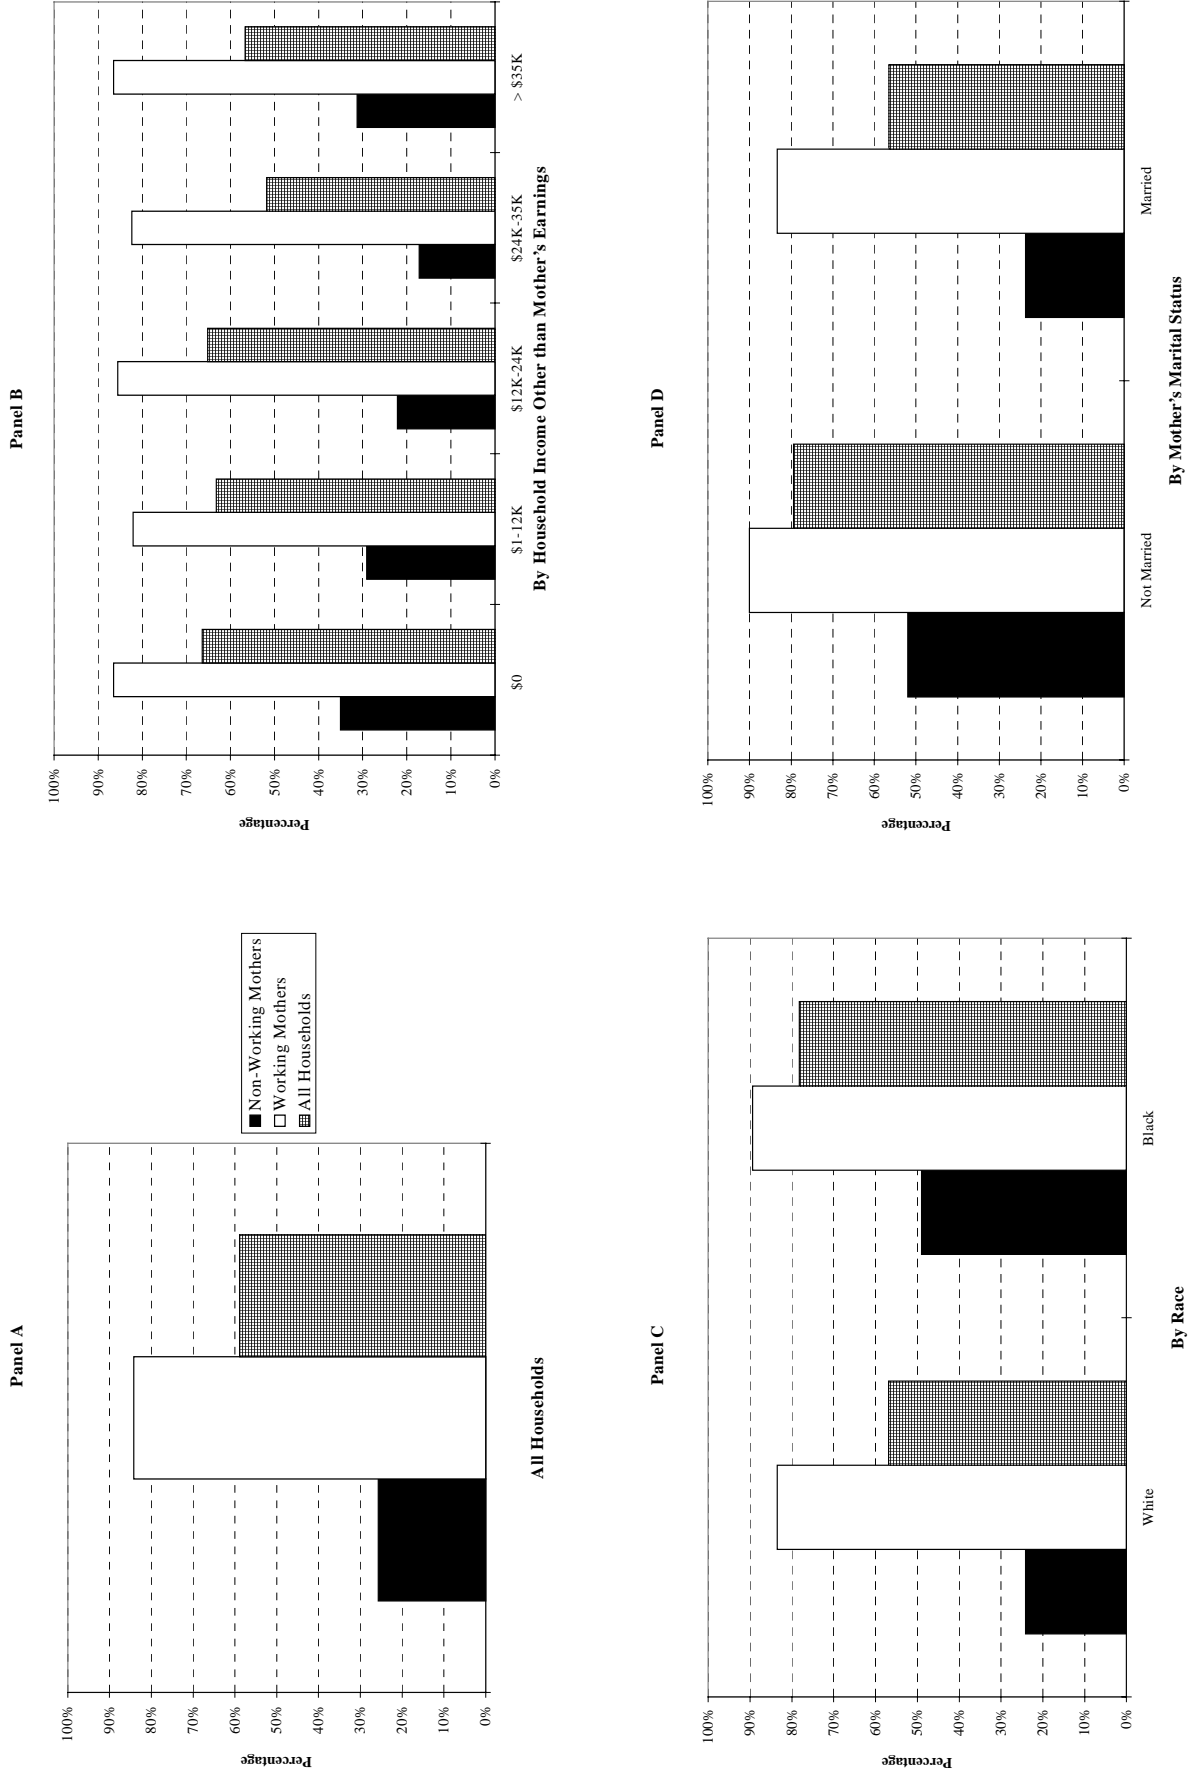 Panel A
100%
90%
80%
70%
60%
50%
40%
30%
20%
10%
0%
Percentage
All Households
Non-Working Mothers
Working Mothers
All Households
Panel B
100%
90%
80%
70%
60%
50%
40%
30%
20%
10%
0%
Percentage
$0 $1-12K $12K-24K $24K-35K > $35K
By Household Income Other than Mother's Earnings
Panel C
100%
90%
80%
70%
60%
50%
40%
30%
20%
10%
0%
Percentage
White Black
By Race
Panel D
100%
90%
80%
70%
60%
50%
40%
30%
20%
10%
0%
Percentage
Not Married Married
By Mother's Marital Status